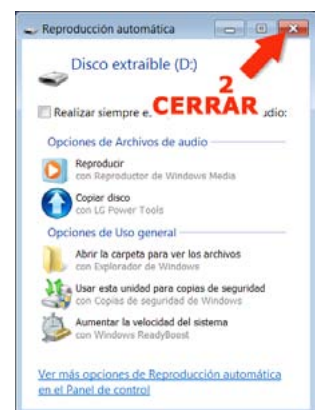 Reproducción automática
Disco extraíble (D:)
2
CERRAR
Realizar siempre e. udio:
Opciones de Archivos de audio
Reproducir
con Reproductor de Windows Media
Copiar disco
con LG Power Tools
Opciones de Uso general
Abrir la carpeta para ver los archivos
con Explorador de Windows
Usar esta unidad para copias de seguridad
con Copias de seguridad de Windows
Aumentar la velocidad del sistema
con Windows ReadyBoost
Ver más opciones de Reproducción automática
en el Panel de control